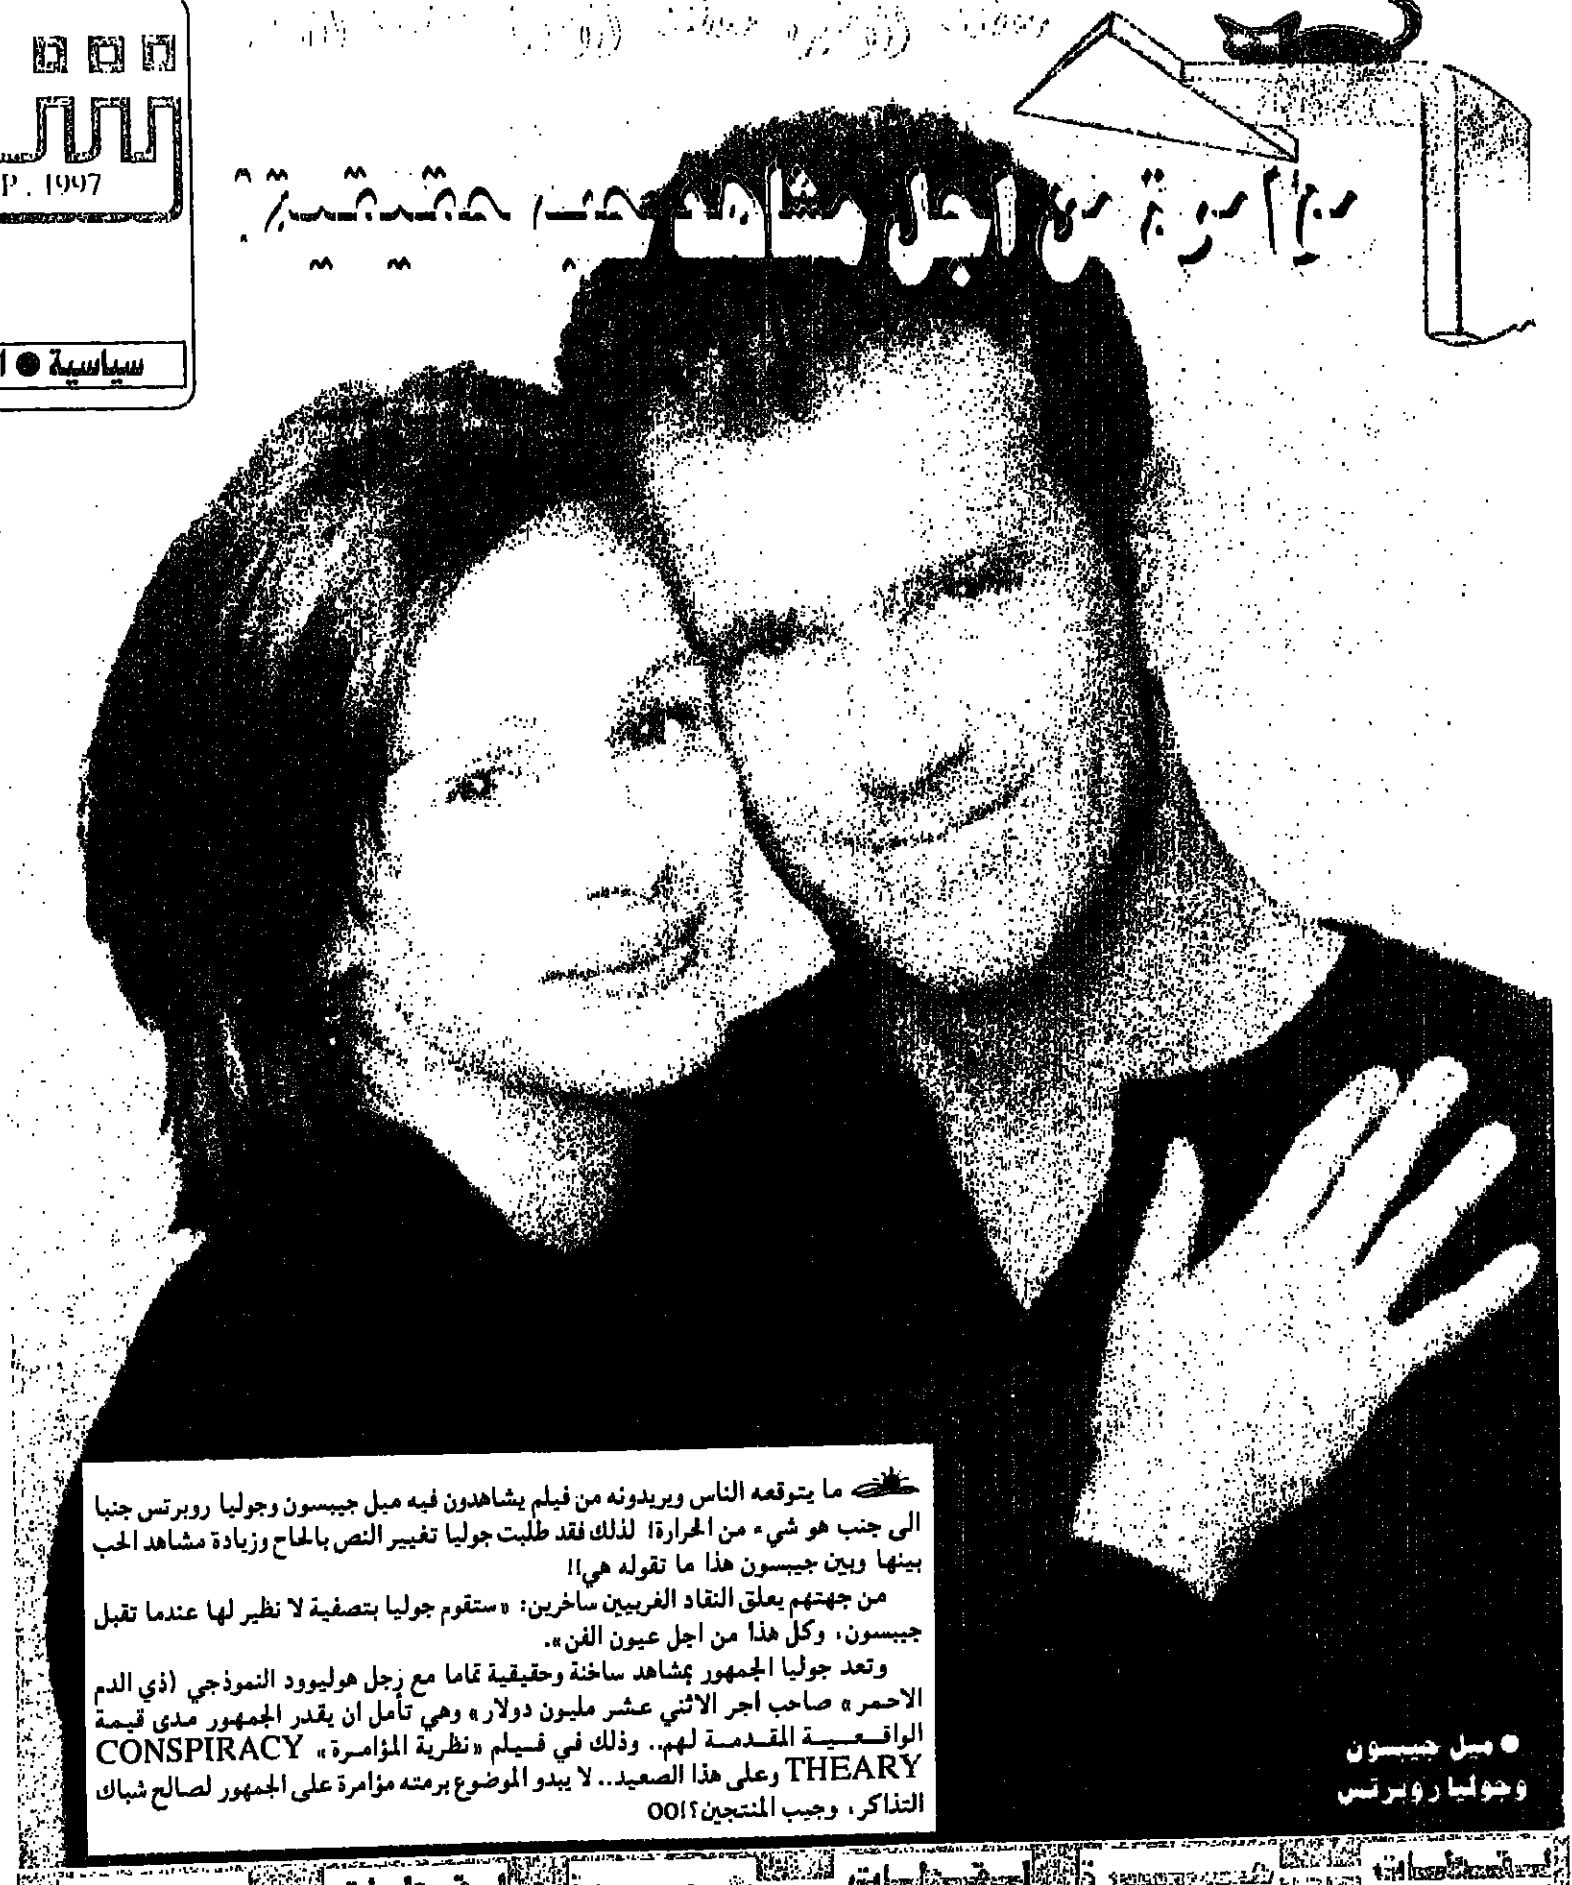 P. 1997
سياسية ●
مؤامرة من اجل مشاهد حب حقيقية
ما يتوقعه الناس ويريدونه من فيلم يشاهدون فيه ميل جيبسون وجوليا روبرتس جنبا
الى جنب هو شيء من الحرارة! لذلك فقد طلبت جوليا تغيير النص بالحاح وزيادة مشاهد الحب
بينها وبين جيبسون هذا ما تقوله هي!!
من جهتهم يعلق النقاد الغربيين ساخرين: «ستقوم جوليا بتصفية لا نظير لها عندما تقبل
جيبسون، وكل هذا من اجل عيون الفن».
وتعد جوليا الجمهور بمشاهد ساخنة وحقيقية تماما مع رجل هوليوود النموذجي (ذي الدم
الاحمر» صاحب اجر الاثني عشر مليون دولار» وهي تأمل ان يقدر الجمهور مدى قيمة
الواقعية المقدمة لهم.. وذلك في فيلم «نظرية المؤامرة» CONSPIRACY
THEARY وعلى هذا الصعيد.. لا يبدو الموضوع برمته مؤامرة على الجمهور لصالح شباك
التذاكر، وجيب المنتجين؟!OO
● ميل جيبسون
وجوليا روبرتس